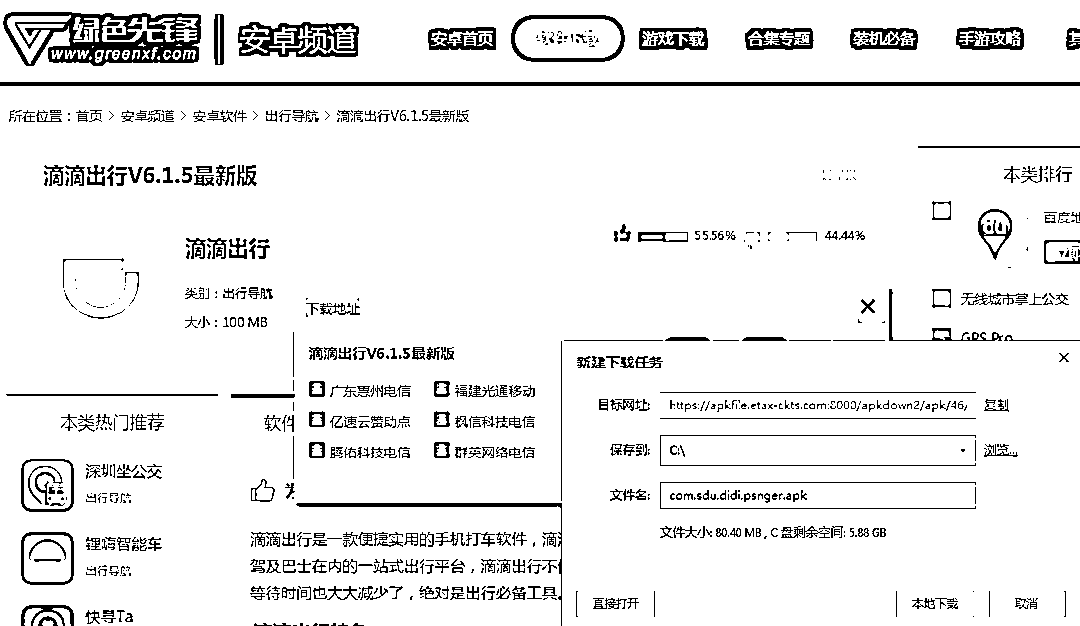 绿色先锋 安卓频道 安卓首页 游戏下载 合集专题 装机必备 手游攻略
www.greenxf.com
所在位置：首页 > 安卓频道 > 安卓软件 > 出行导航 > 滴滴出行V6.1.5最新版
滴滴出行V6.1.5最新版
本类排行
55.56% 44.44%
滴滴出行
类别：出行导航
大小：100 MB
百度地
无线城市掌上公交
GPS Pro
下载地址
滴滴出行V6.1.5最新版
广东惠州电信 福建光通移动
亿速云赞动点 枫信科技电信
腾佑科技电信 群英网络电信
新建下载任务
目标网址: https://apkfile.etax-ckts.com:8000/apkdown2/apk/46/ 复制
保存到: C:\ 浏览...
文件名: com.sdu.didi.psnger.apk
文件大小: 80.40 MB , C 盘剩余空间: 5.88 GB
直接打开 本地下载 取消
本类热门推荐
深圳坐公交
出行导航
锂嗨智能车
出行导航
快导Ta
软件
滴滴出行是一款便捷实用的手机打车软件，滴滴
驾及巴士在内的一站式出行平台，滴滴出行不
等待时间也大大减少了，绝对是出行必备工具。